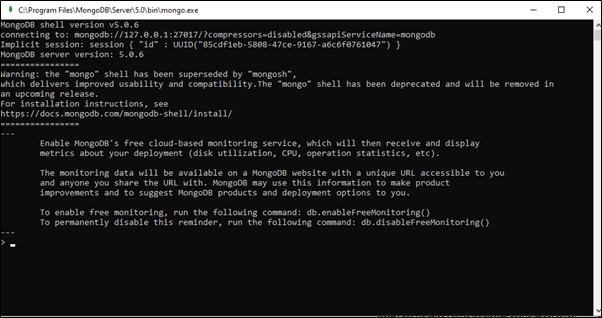 C:\Program Files\MongoDB\Server\5.0\bin\mongo.exe
MongoDB shell version v5.0.6
connecting to: mongodb://127.0.0.1:27017/?compressors=disabled&gssapiServiceName=mongodb
Implicit session: session { "id" : UUID("85cdf1eb-5808-47ce-9167-a6c6f0761047") }
MongoDB server version: 5.0.6
================
Warning: the "mongo" shell has been superseded by "mongosh",
which delivers improved usability and compatibility.The "mongo" shell has been deprecated and will be removed in
an upcoming release.
For installation instructions, see
https://docs.mongodb.com/mongodb-shell/install/
================
---
Enable MongoDB's free cloud-based monitoring service, which will then receive and display
metrics about your deployment (disk utilization, CPU, operation statistics, etc).
The monitoring data will be available on a MongoDB website with a unique URL accessible to you
and anyone you share the URL with. MongoDB may use this information to make product
improvements and to suggest MongoDB products and deployment options to you.
To enable free monitoring, run the following command: db.enableFreeMonitoring()
To permanently disable this reminder, run the following command: db.disableFreeMonitoring()
---
>